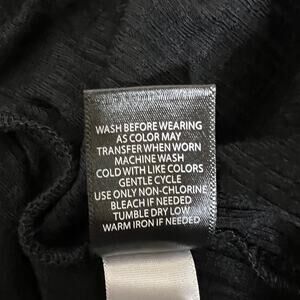 WASH BEFORE WEARING
AS COLOR MAY
TRANSFER WHEN WORN
MACHINE WASH
COLD WITH LIKE COLORS
GENTLE CYCLE
USE ONLY NON-CHLORINE
BLEACH IF NEEDED
TUMBLE DRY LOW
WARM IRON IF NEEDED